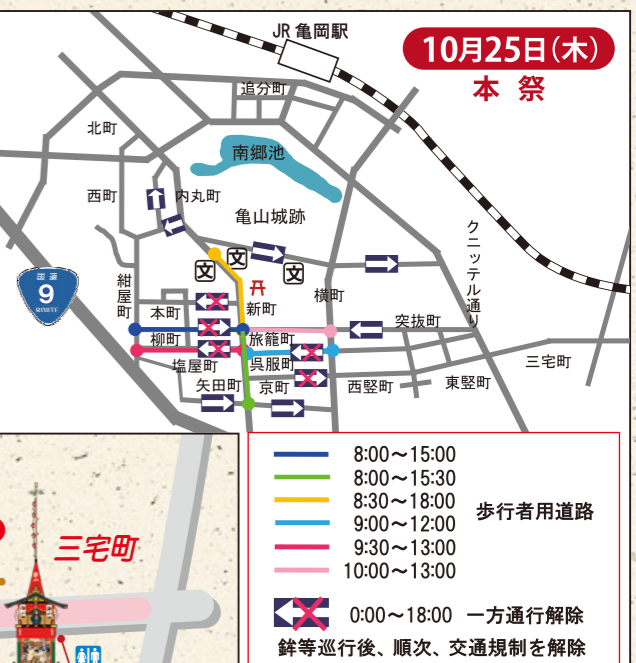 JR 亀岡駅
10月25日(木)
本 祭
追分町
北町
南郷池
西町
内丸町
亀山城跡
クニッテル通り
文
文
文
国道
9
紺屋町
横町
新町
本町
突抜町
柳町
旅籠町
塩屋町
呉服町
三宅町
矢田町
京町
西竪町
東竪町
8:00〜15:00
8:00〜15:30
8:30〜18:00
9:00〜12:00
9:30〜13:00
10:00〜13:00
歩行者用道路
0:00〜18:00 一方通行解除
鉾等巡行後、順次、交通規制を解除
三宅町